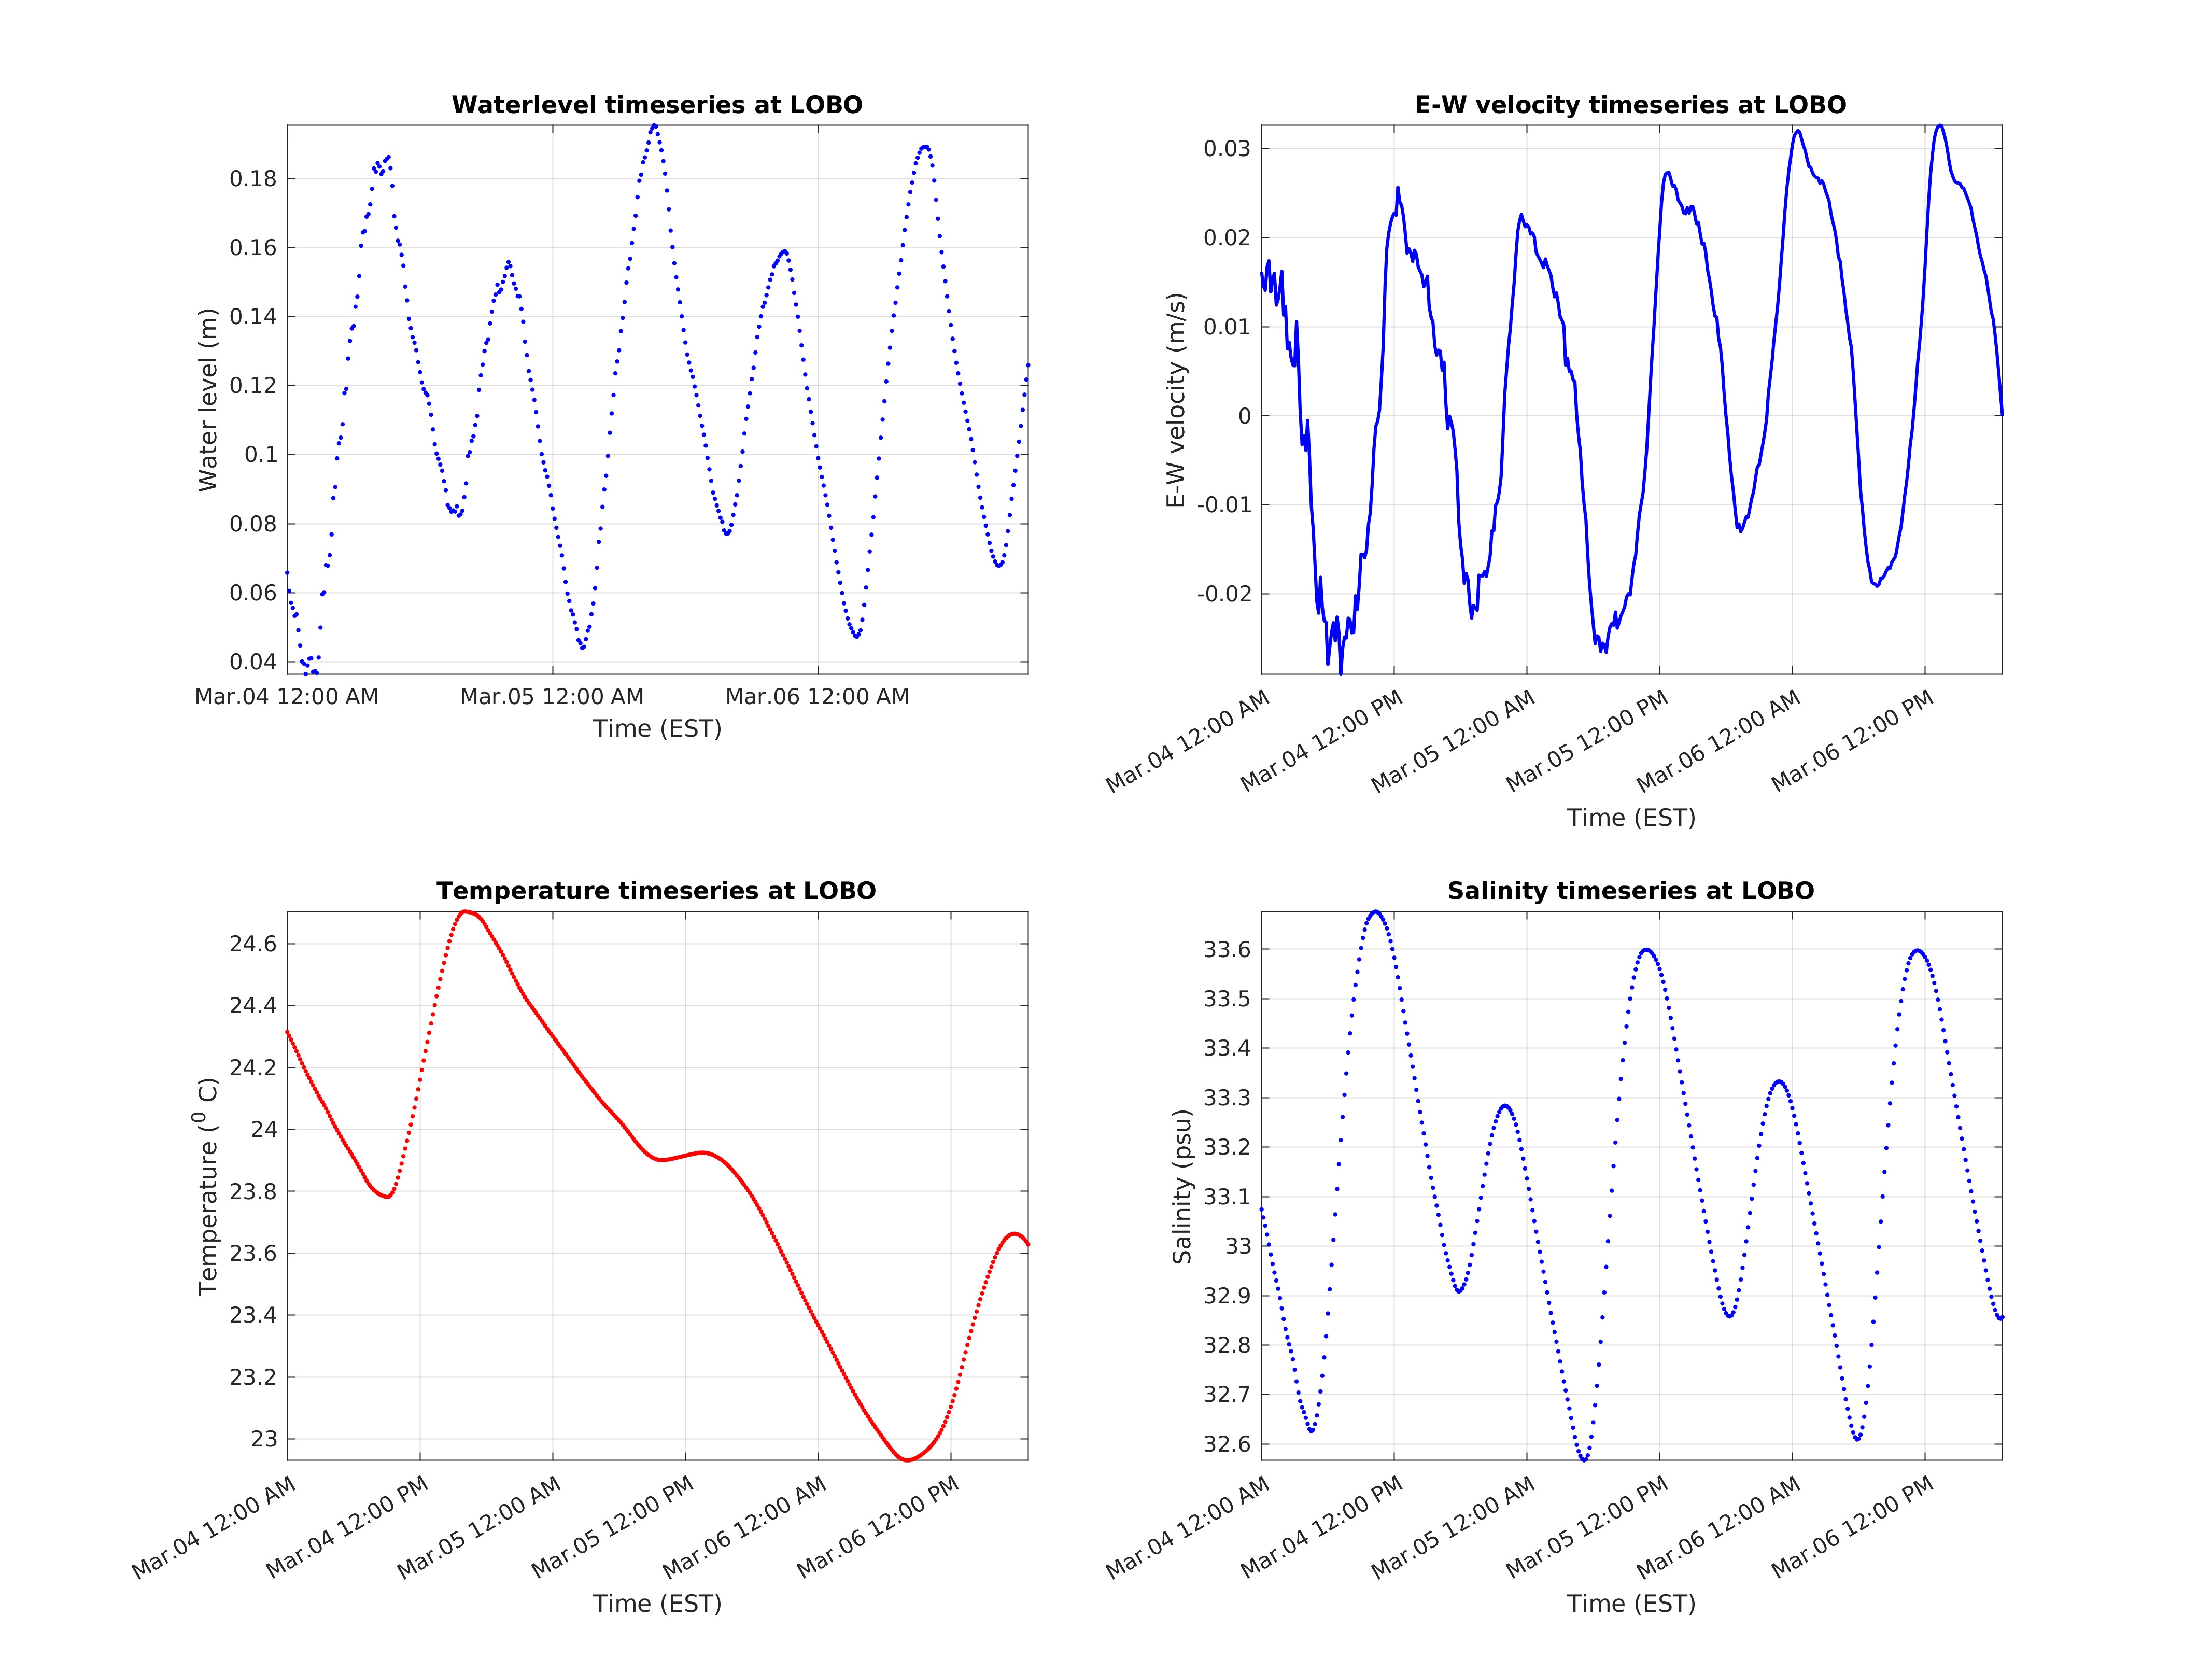 Waterlevel timeseries at LOBO
Water level (m)
0.18
0.16
0.14
0.12
0.1
0.08
0.06
0.04
Mar.04 12:00 AM
Mar.05 12:00 AM
Mar.06 12:00 AM
Time (EST)
E-W velocity timeseries at LOBO
E-W velocity (m/s)
0.03
0.02
0.01
0
-0.01
-0.02
Mar.04 12:00 AM
Mar.04 12:00 PM
Mar.05 12:00 AM
Mar.05 12:00 PM
Mar.06 12:00 AM
Mar.06 12:00 PM
Time (EST)
Temperature timeseries at LOBO
Temperature (⁰ C)
24.6
24.4
24.2
24
23.8
23.6
23.4
23.2
23
Mar.04 12:00 AM
Mar.04 12:00 PM
Mar.05 12:00 AM
Mar.05 12:00 PM
Mar.06 12:00 AM
Mar.06 12:00 PM
Time (EST)
Salinity timeseries at LOBO
Salinity (psu)
33.6
33.5
33.4
33.3
33.2
33.1
33
32.9
32.8
32.7
32.6
Mar.04 12:00 AM
Mar.04 12:00 PM
Mar.05 12:00 AM
Mar.05 12:00 PM
Mar.06 12:00 AM
Mar.06 12:00 PM
Time (EST)